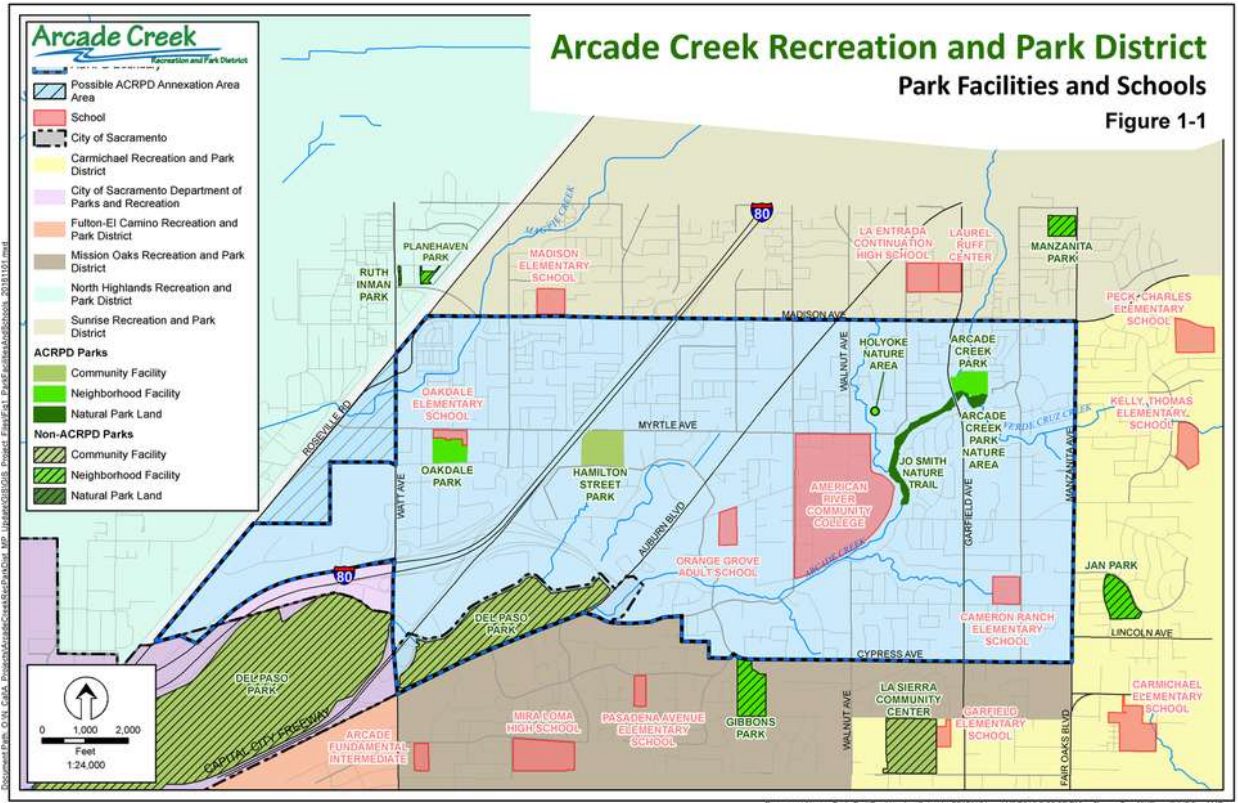 Arcade Creek
Recreation and Park District
Arcade Creek Recreation and Park District
Park Facilities and Schools
Figure 1-1
Possible ACRPD Annexation Area
Area
School
City of Sacramento
Carmichael Recreation and Park
District
City of Sacramento Department of
Parks and Recreation
Fulton-El Camino Recreation and
Park District
Mission Oaks Recreation and Park
District
North Highlands Recreation and
Park District
Sunrise Recreation and Park
District
ACRPD Parks
Community Facility
Neighborhood Facility
Natural Park Land
Non-ACRPD Parks
Community Facility
Neighborhood Facility
Natural Park Land
80
MAGPIE CREEK
PLANEHAVEN
PARK
RUTH
INMAN
PARK
MADISON
ELEMENTARY
SCHOOL
LA ENTRADA
CONTINUATION
HIGH SCHOOL
LAUREL
RUFF
CENTER
MANZANITA
PARK
PECK, CHARLES
ELEMENTARY
SCHOOL
MADISON AVE
WALNUT AVE
HOLYOKE
NATURE
AREA
ARCADE
CREEK
PARK
OAKDALE
ELEMENTARY
SCHOOL
ROSEVILLE RD
MYRTLE AVE
ARCADE
CREEK
PARK
NATURE
AREA
VERDE CRUZ CREEK
KELLY, THOMAS
ELEMENTARY
SCHOOL
MANZANITA AVE
OAKDALE
PARK
HAMILTON
STREET
PARK
JO SMITH
NATURE
TRAIL
AMERICAN
RIVER
COMMUNITY
COLLEGE
WATT AVE
AUBURN BLVD
GARFIELD AVE
ORANGE GROVE
ADULT SCHOOL
ARCADE CREEK
80
JAN PARK
DEL PASO
PARK
CAMERON RANCH
ELEMENTARY
SCHOOL
LINCOLN AVE
CYPRESS AVE
DEL PASO
PARK
CAPITAL CITY FREEWAY
ARCADE
FUNDAMENTAL
INTERMEDIATE
MIRA LOMA
HIGH SCHOOL
PASADENA AVENUE
ELEMENTARY
SCHOOL
GIBBONS
PARK
WALNUT AVE
LA SIERRA
COMMUNITY
CENTER
GARFIELD
ELEMENTARY
SCHOOL
FAIR OAKS BLVD
CARMICHAEL
ELEMENTARY
SCHOOL
0 1,000 2,000
Feet
1:24,000